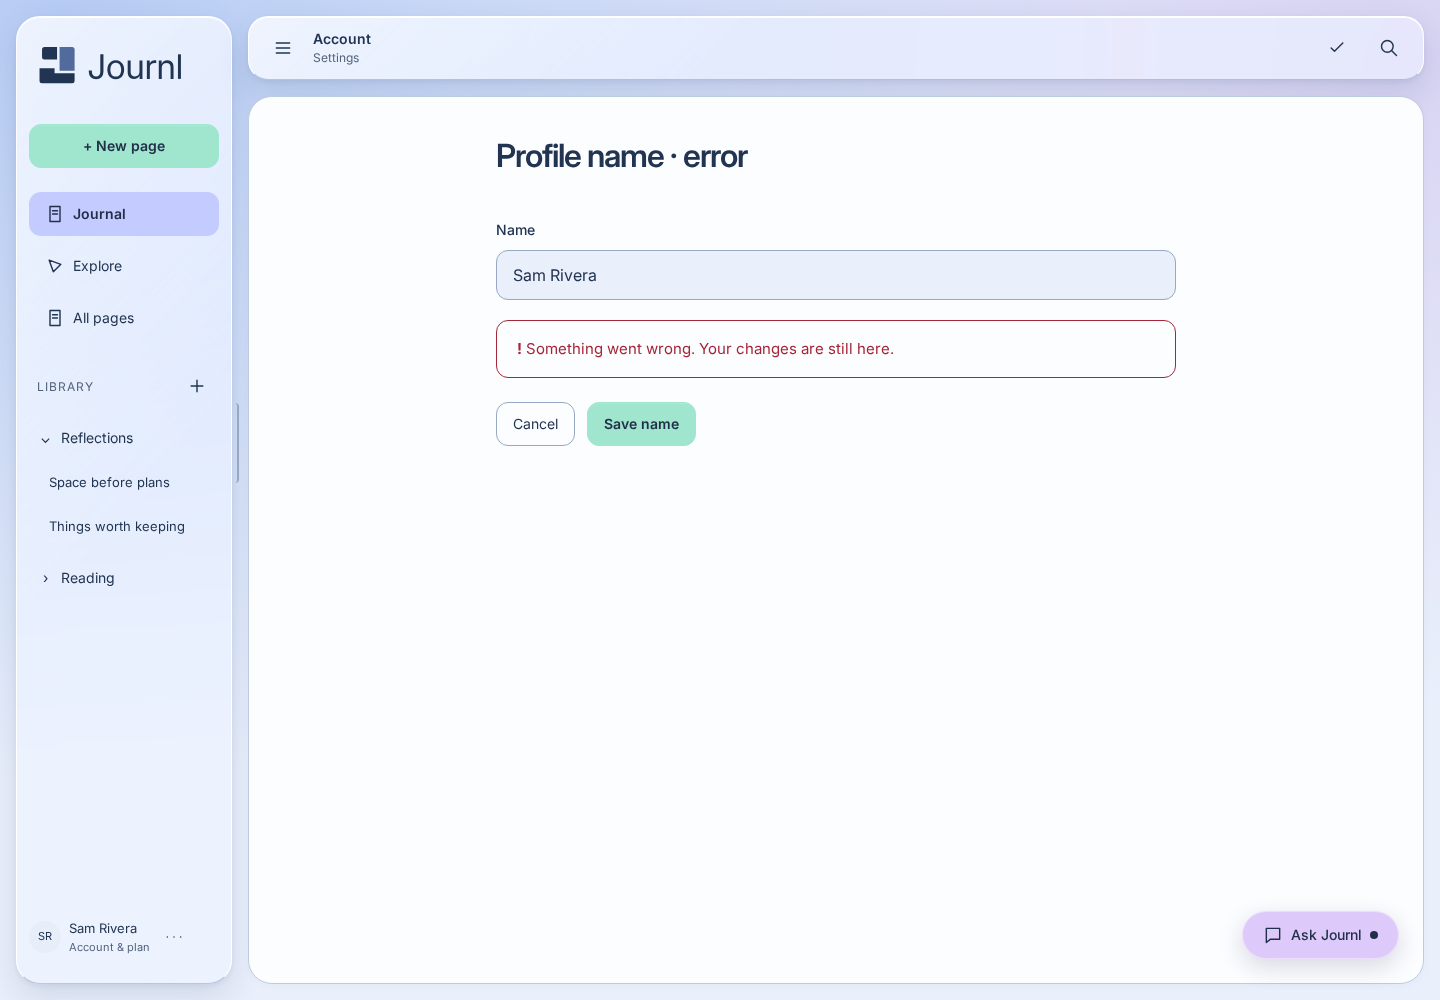 Journl
+ New page
Journal
Explore
All pages
LIBRARY
Reflections
Space before plans
Things worth keeping
Reading
SR
Sam Rivera
Account & plan
Account
Settings
Profile name · error
Name
Sam Rivera
! Something went wrong. Your changes are still here.
Cancel
Save name
Ask Journl